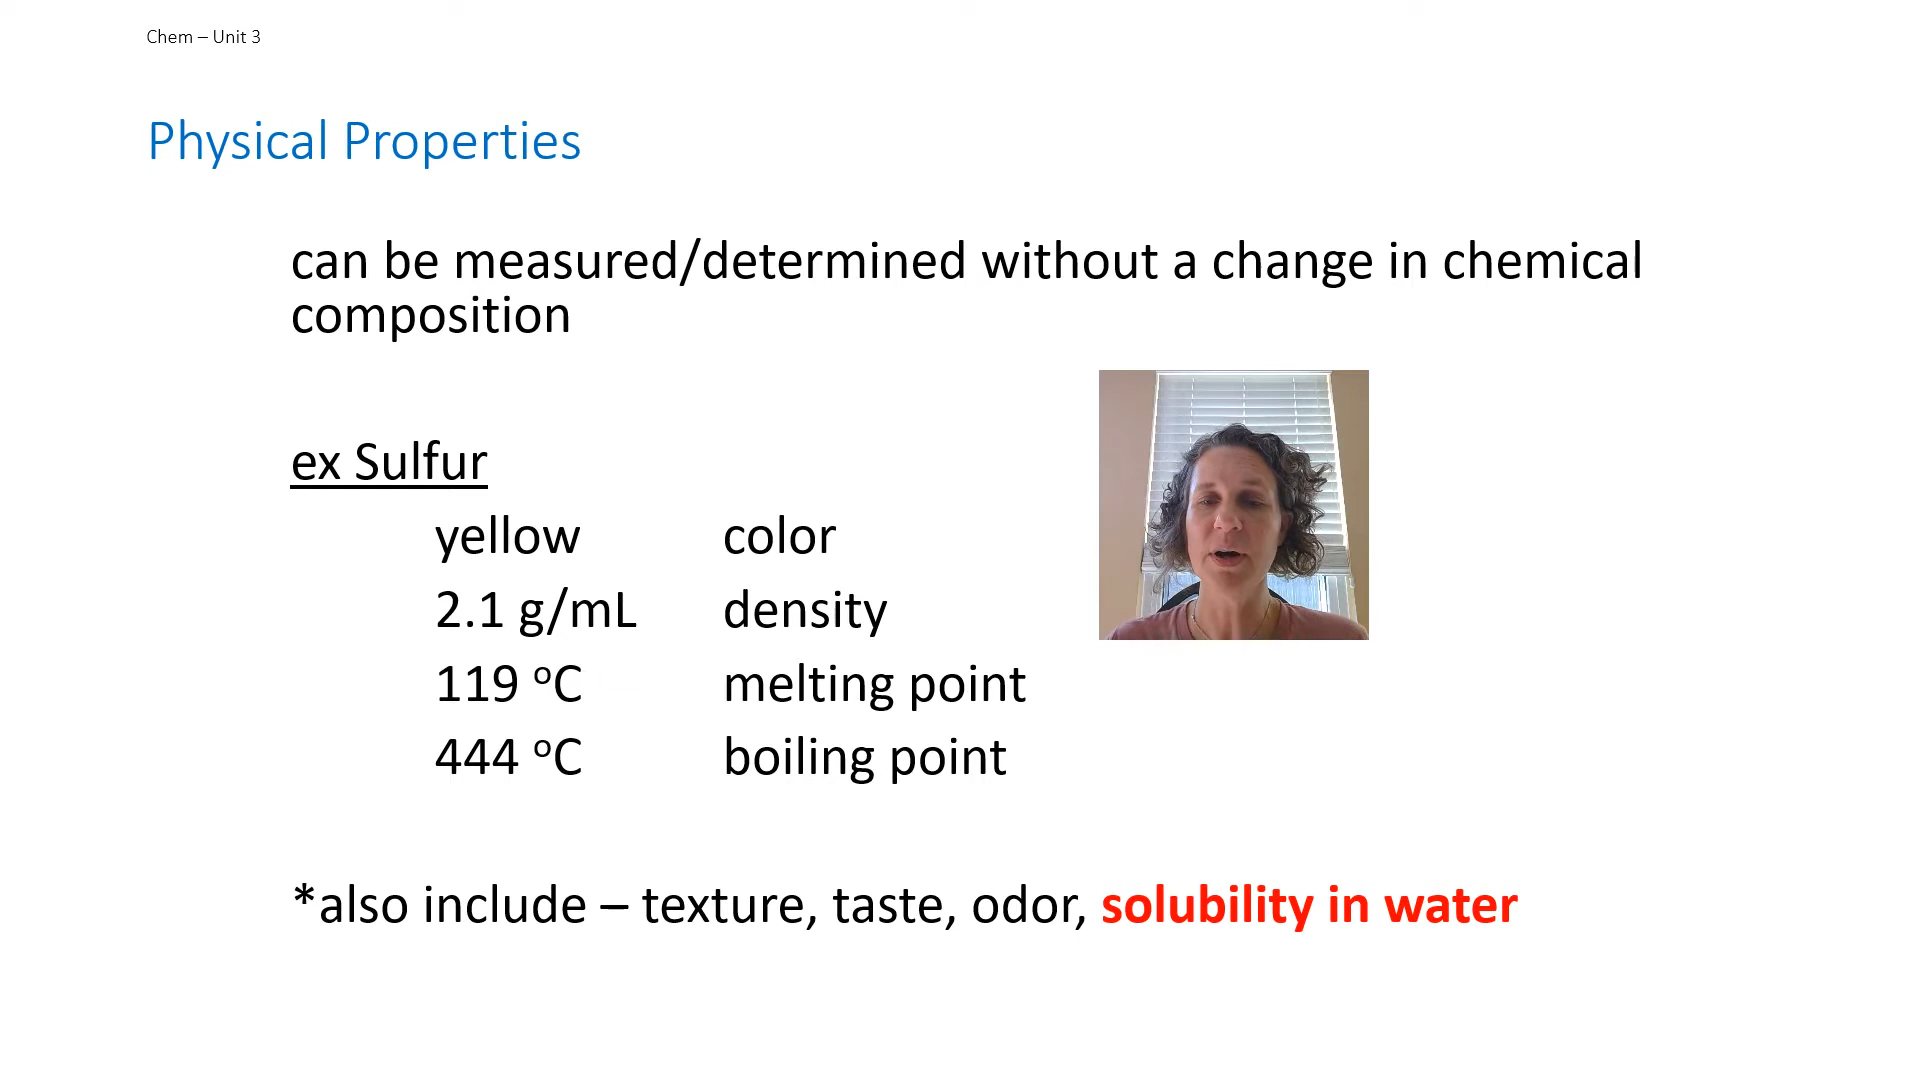 Chem – Unit 3
Physical Properties
can be measured/determined without a change in chemical
composition
ex Sulfur
yellow color
2.1 g/mL density
119 ºC melting point
444 ºC boiling point
*also include – texture, taste, odor, solubility in water